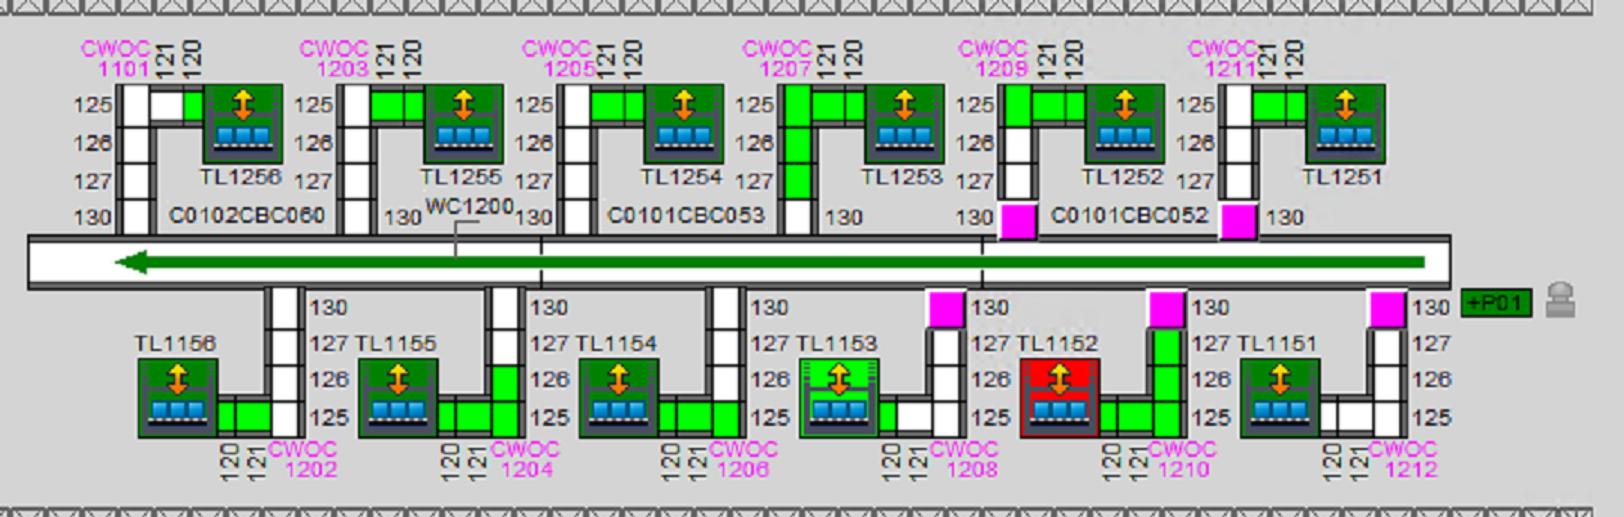 CWOC 1101 121 120
CWOC 1203 121 120
CWOC 1205 121 120
CWOC 1207 121 120
CWOC 1209 121 120
CWOC 1211 121 120
125 125 125 125 125 125
126 126 126 126 126 126
127 127 127 127 127 127
TL1256 TL1255 TL1254 TL1253 TL1252 TL1251
130 C0102CBC060 130 WC1200 130 C0101CBC053 130 130 C0101CBC052 130
130 130 130 130 130 130 +P01
TL1156 127 TL1155 127 TL1154 127 TL1153 127 TL1152 127 TL1151 127
126 126 126 126 126 126
125 125 125 125 125 125
120 121 CWOC 1202
120 121 CWOC 1204
120 121 CWOC 1206
120 121 CWOC 1208
120 121 CWOC 1210
120 121 CWOC 1212